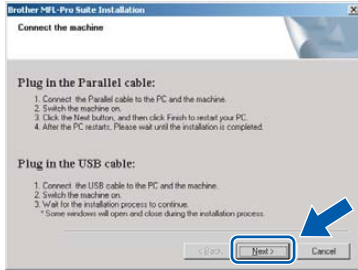 Brother MFL-Pro Suite Installation
Connect the machine
Plug in the Parallel cable:
1. Connect the Parallel cable to the PC and the machine.
2. Switch the machine on.
3. Click the Next button, and then click Finish to restart your PC.
4. After the PC restarts, Please wait until the installation is completed.
Plug in the USB cable:
1. Connect the USB cable to the PC and the machine.
2. Switch the machine on.
3. Wait for the installation process to continue.
* Some windows will open and close during the installation process.
< Back Next > Cancel